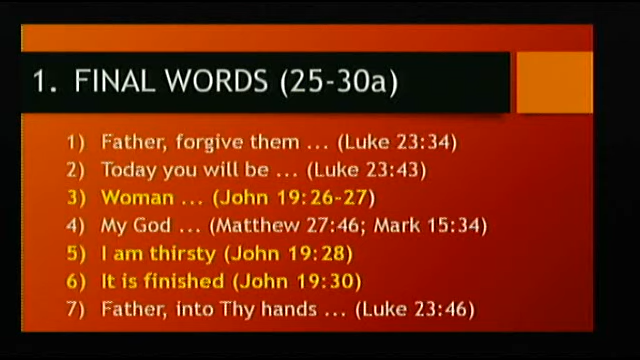 1. FINAL WORDS (25-30a)
1) Father, forgive them ... (Luke 23:34)
2) Today you will be ... (Luke 23:43)
3) Woman ... (John 19:26-27)
4) My God ... (Matthew 27:46; Mark 15:34)
5) I am thirsty (John 19:28)
6) It is finished (John 19:30)
7) Father, into Thy hands ... (Luke 23:46)